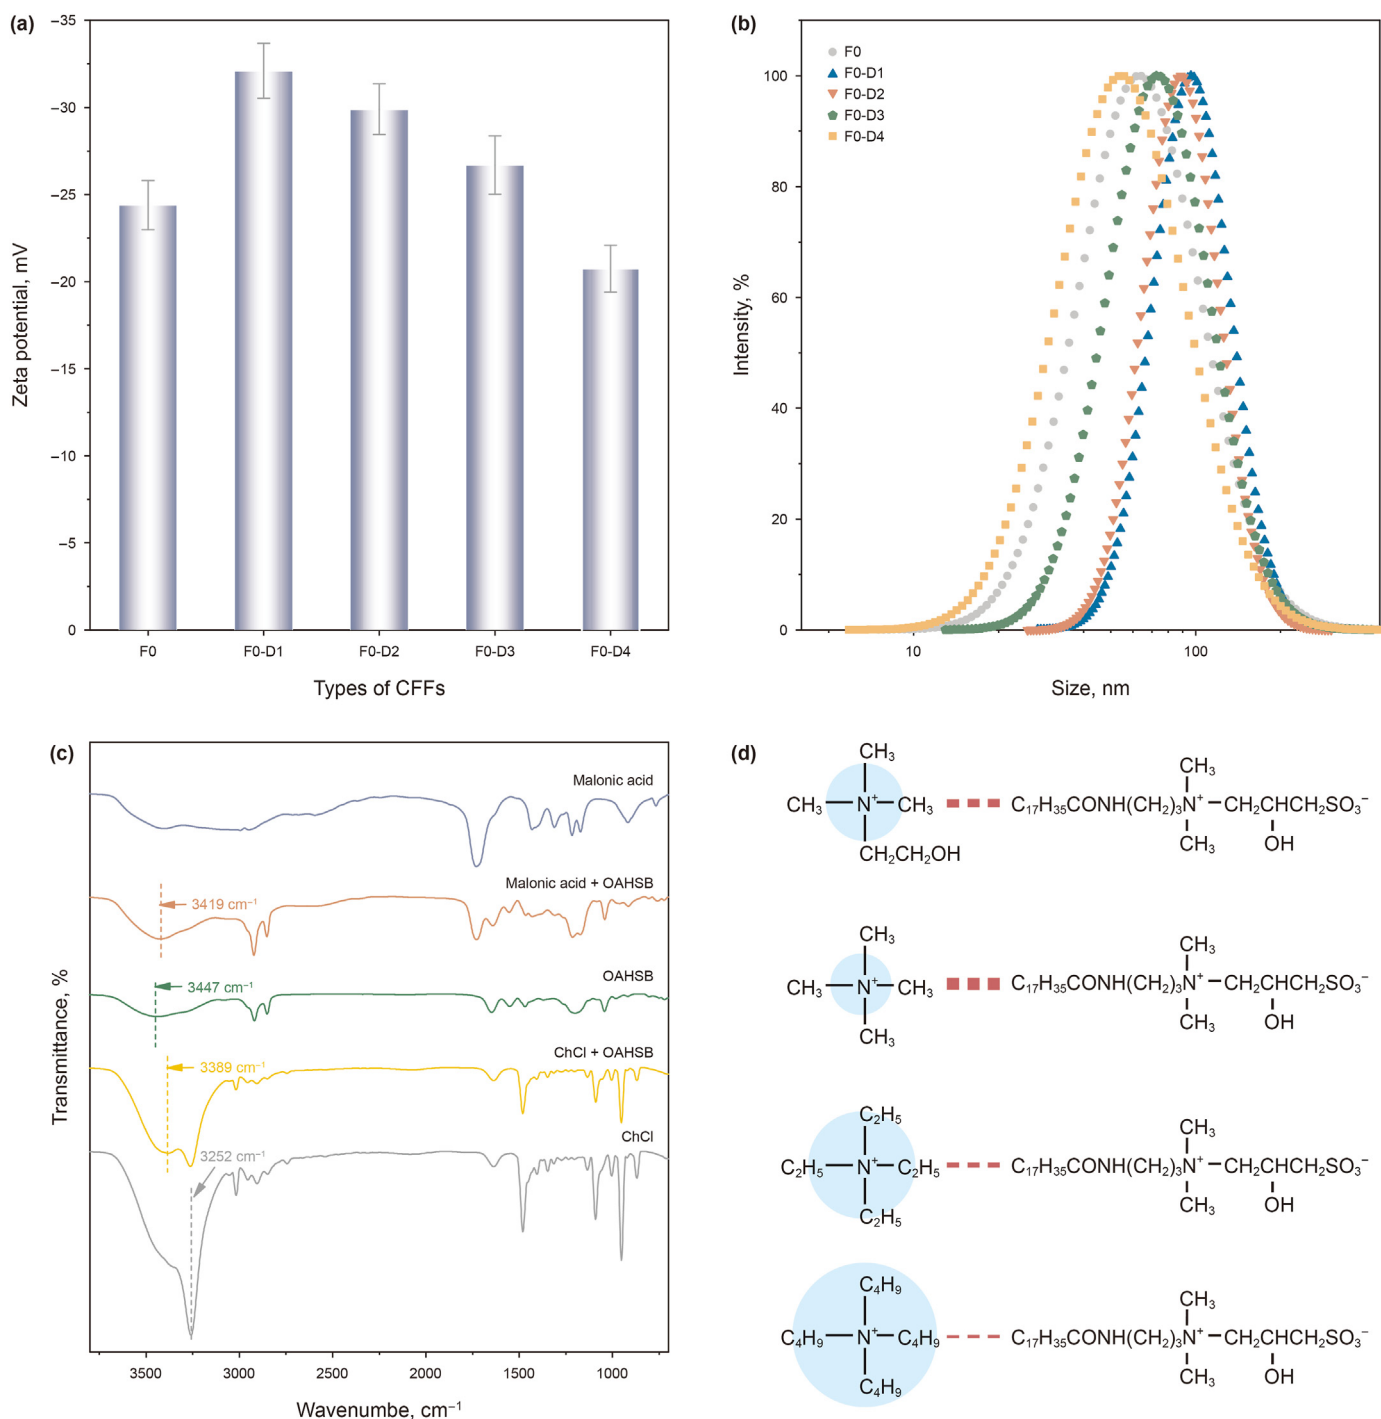 (a)
−35
−30
−25
−20
−15
−10
−5
0
Zeta potential, mV
F0
F0-D1
F0-D2
F0-D3
F0-D4
Types of CFFs
(b)
F0
F0-D1
F0-D2
F0-D3
F0-D4
100
80
60
40
20
0
Intensity, %
10
100
Size, nm
(c)
Malonic acid
Malonic acid + OAHSB
3419 cm⁻¹
OAHSB
3447 cm⁻¹
ChCl + OAHSB
3389 cm⁻¹
ChCl
3252 cm⁻¹
Transmittance, %
3500
3000
2500
2000
1500
1000
Wavenumbe, cm⁻¹
(d)
CH₃
CH₃ N⁺ CH₃
CH₂CH₂OH
CH₃
C₁₇H₃₅CONH(CH₂)₃N⁺ CH₂CHCH₂SO₃⁻
CH₃ OH
CH₃
CH₃ N⁺ CH₃
CH₃
CH₃
C₁₇H₃₅CONH(CH₂)₃N⁺ CH₂CHCH₂SO₃⁻
CH₃ OH
C₂H₅
C₂H₅ N⁺ C₂H₅
C₂H₅
CH₃
C₁₇H₃₅CONH(CH₂)₃N⁺ CH₂CHCH₂SO₃⁻
CH₃ OH
C₄H₉
C₄H₉ N⁺ C₄H₉
C₄H₉
CH₃
C₁₇H₃₅CONH(CH₂)₃N⁺ CH₂CHCH₂SO₃⁻
CH₃ OH